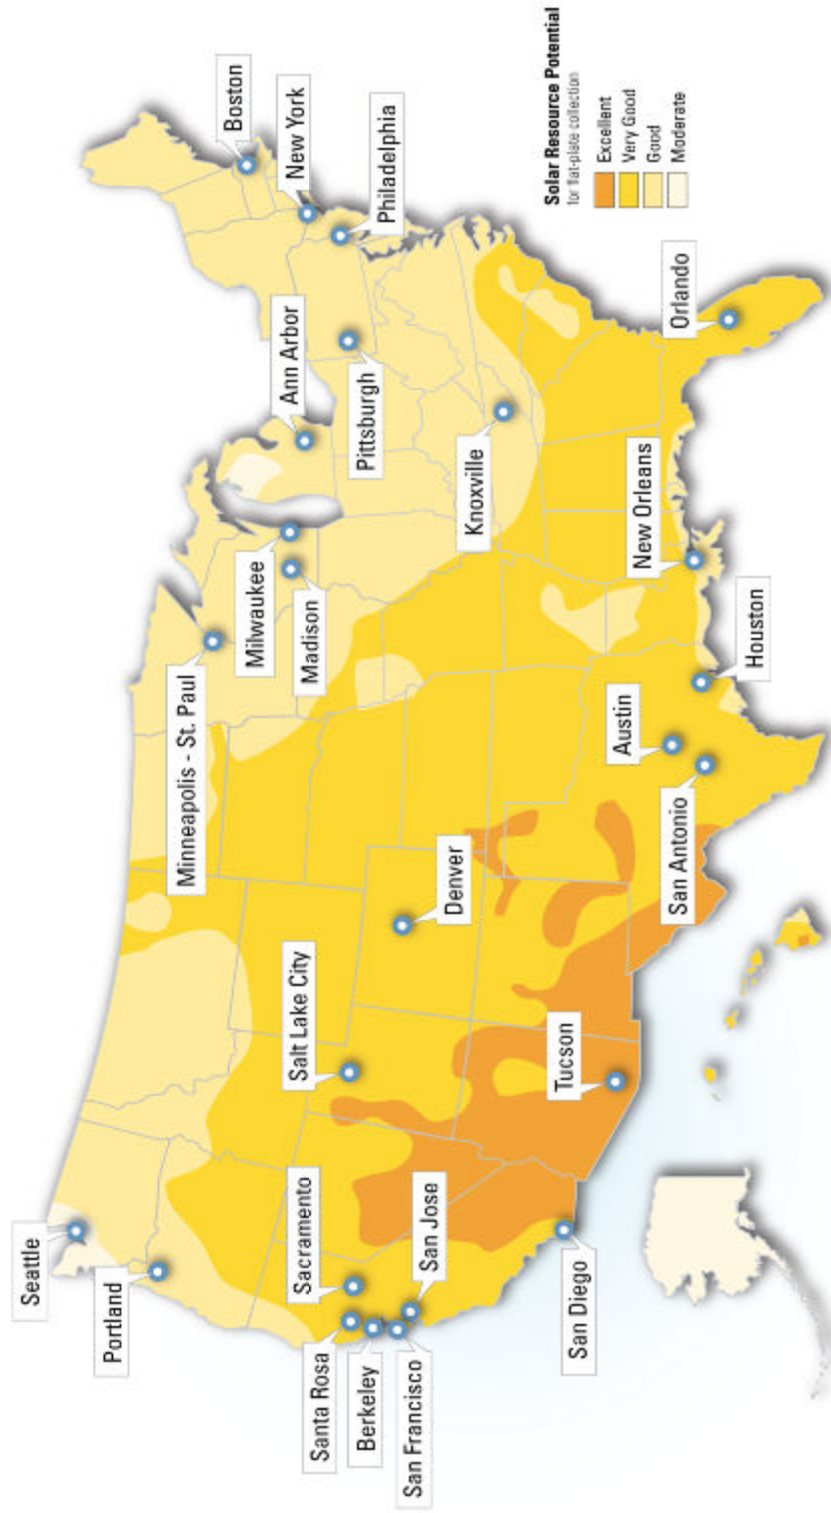 Seattle
Portland
Santa Rosa
Berkeley
San Francisco
Sacramento
San Jose
San Diego
Salt Lake City
Tucson
Denver
Minneapolis - St. Paul
Milwaukee
Madison
Ann Arbor
Pittsburgh
Boston
New York
Philadelphia
Knoxville
Austin
San Antonio
Houston
New Orleans
Orlando
Solar Resource Potential
for flat-plate collection
Excellent
Very Good
Good
Moderate